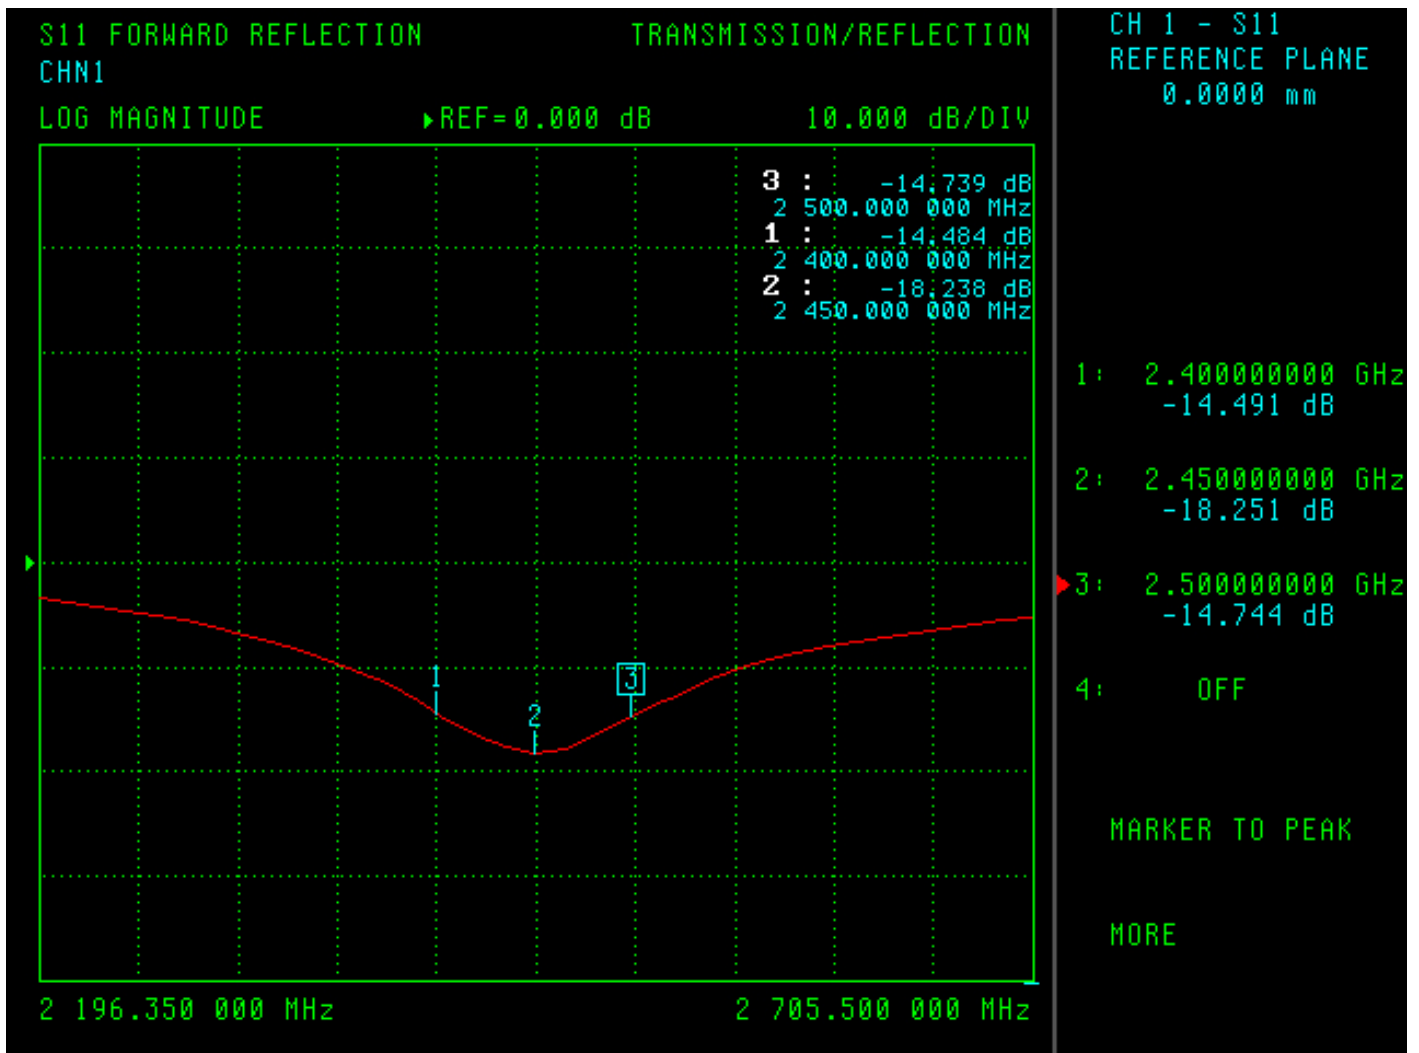 S11 FORWARD REFLECTION TRANSMISSION/REFLECTION
CHN1
LOG MAGNITUDE ▶REF=0.000 dB 10.000 dB/DIV
3 : -14.739 dB
2 500.000 000 MHz
1 : -14.484 dB
2 400.000 000 MHz
2 : -18.238 dB
2 450.000 000 MHz
1
2
3
2 196.350 000 MHz 2 705.500 000 MHz
CH 1 - S11
REFERENCE PLANE
0.0000 mm
1: 2.400000000 GHz
-14.491 dB
2: 2.450000000 GHz
-18.251 dB
▶3: 2.500000000 GHz
-14.744 dB
4: OFF
MARKER TO PEAK
MORE